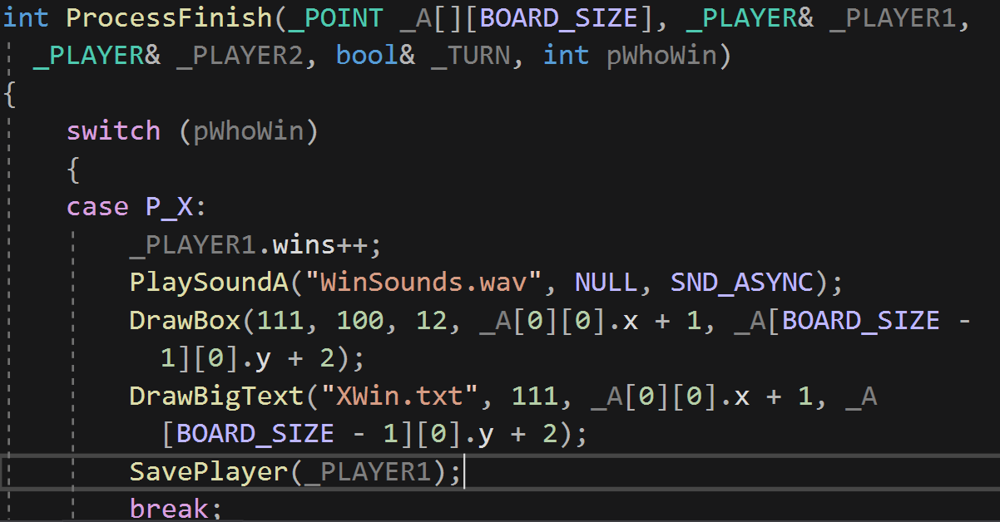 int ProcessFinish(_POINT _A[][BOARD_SIZE], _PLAYER& _PLAYER1,
_PLAYER& _PLAYER2, bool& _TURN, int pWhoWin)
{
switch (pWhoWin)
{
case P_X:
_PLAYER1.wins++;
PlaySoundA("WinSounds.wav", NULL, SND_ASYNC);
DrawBox(111, 100, 12, _A[0][0].x + 1, _A[BOARD_SIZE -
1][0].y + 2);
DrawBigText("XWin.txt", 111, _A[0][0].x + 1, _A
[BOARD_SIZE - 1][0].y + 2);
SavePlayer(_PLAYER1);
break;